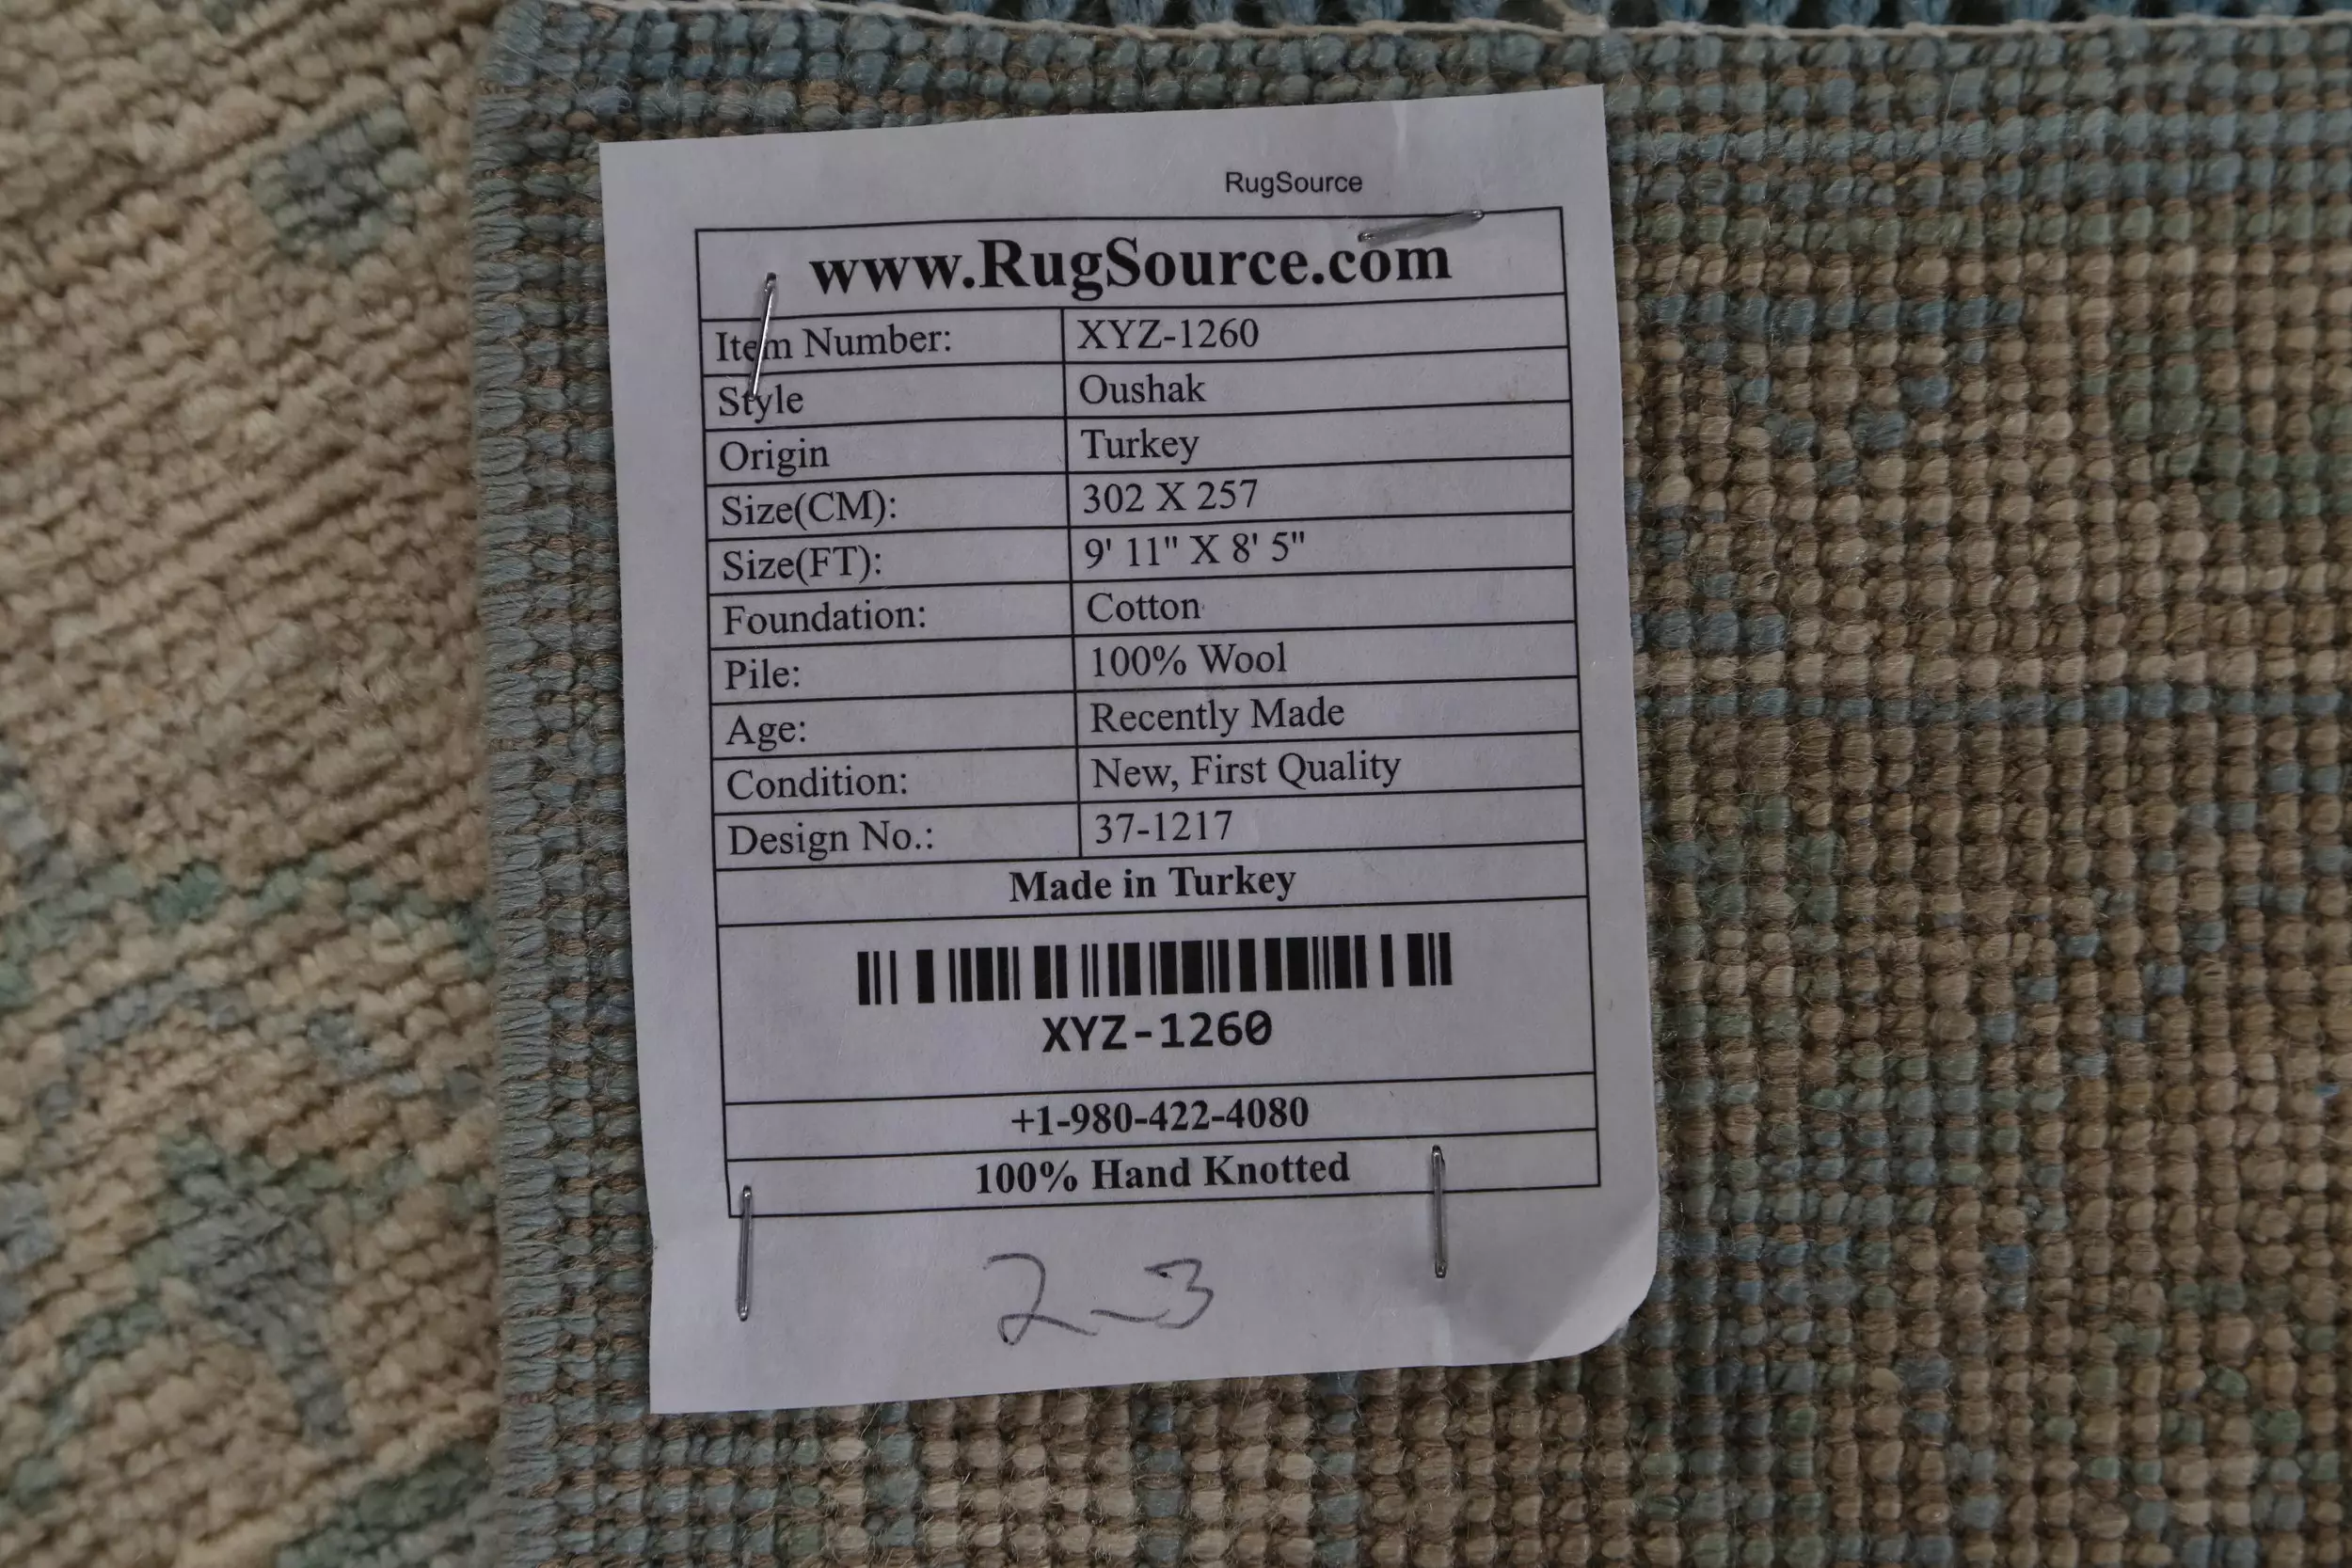 RugSource
www.RugSource.com
Item Number: XYZ-1260
Style Oushak
Origin Turkey
Size(CM): 302 X 257
Size(FT): 9' 11" X 8' 5"
Foundation: Cotton
Pile: 100% Wool
Age: Recently Made
Condition: New, First Quality
Design No.: 37-1217
Made in Turkey
XYZ-1260
+1-980-422-4080
100% Hand Knotted
2-3